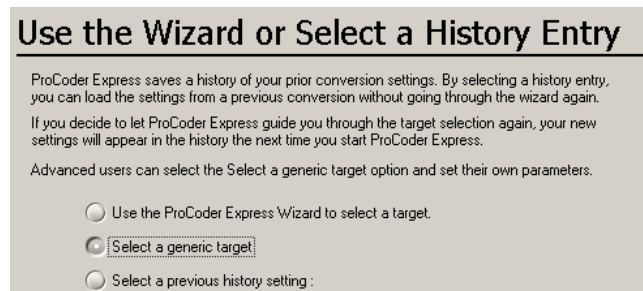 Use the Wizard or Select a History Entry
ProCoder Express saves a history of your prior conversion settings. By selecting a history entry,
you can load the settings from a previous conversion without going through the wizard again.
If you decide to let ProCoder Express guide you through the target selection again, your new
settings will appear in the history the next time you start ProCoder Express.
Advanced users can select the Select a generic target option and set their own parameters.
Use the ProCoder Express Wizard to select a target.
Select a generic target
Select a previous history setting :